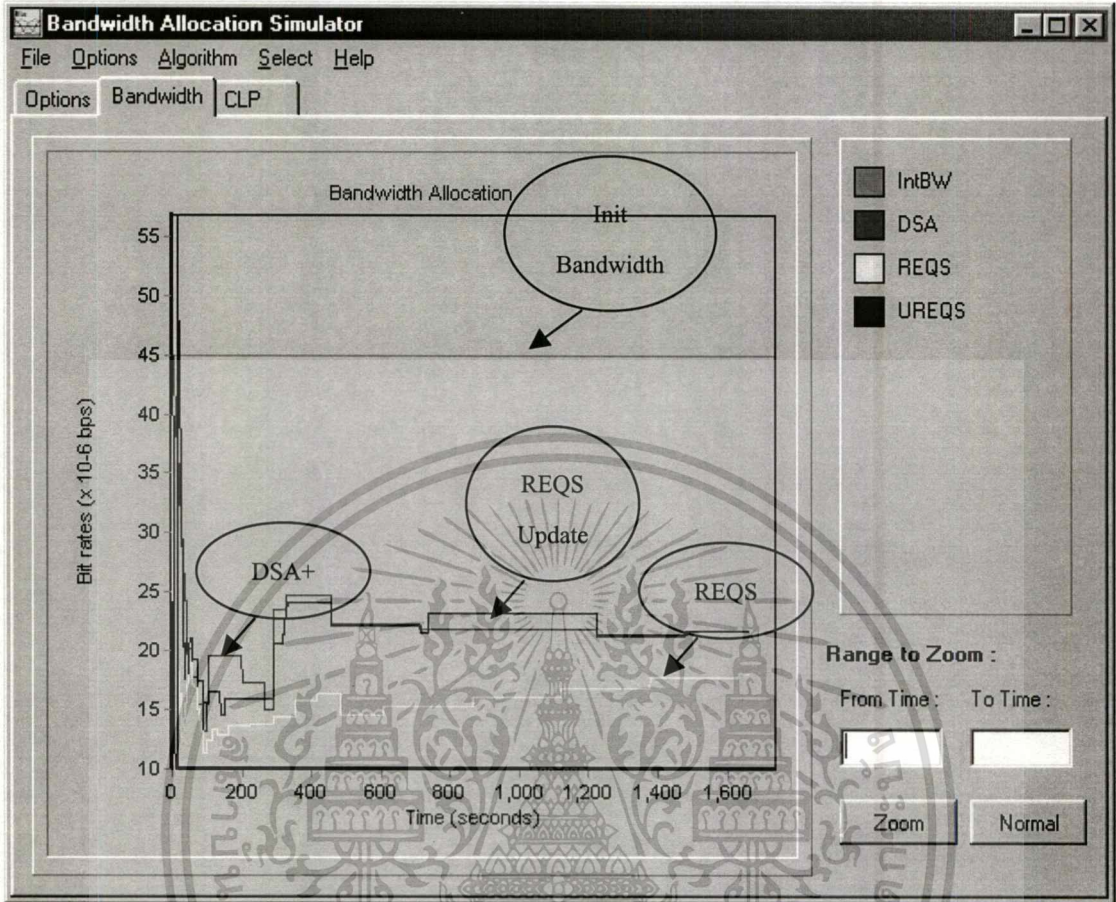 Bandwidth Allocation Simulator
File Options Algorithm Select Help
Options Bandwidth CLP
Bandwidth Allocation
Init
Bandwidth
REQS
Update
REQS
DSA+
Bit rates (x 10-6 bps)
55
50
45
40
35
30
25
20
15
10
0 200 400 600 800 1,000 1,200 1,400 1,600
Time (seconds)
IntBW
DSA
REQS
UREQS
Range to Zoom :
From Time : To Time :
Zoom Normal